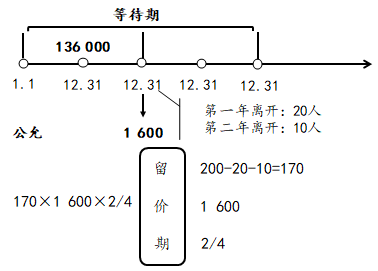 等待期
136 000
1.1 12.31 12.31 12.31 12.31
第一年离开：20人
第二年离开：10人
公允 1 600
留 200-20-10=170
170×1 600×2/4 价 1 600
期 2/4